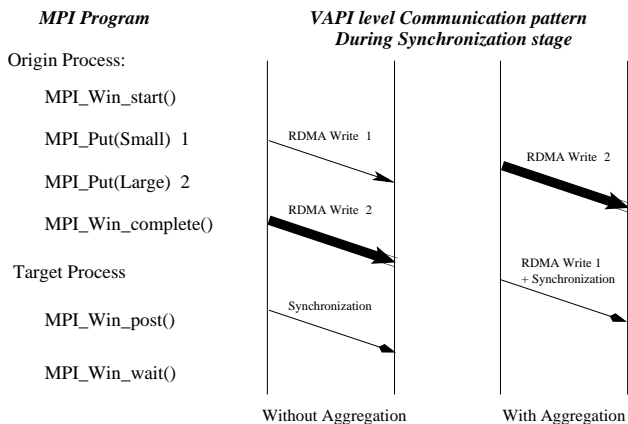 MPI Program
VAPI level Communication pattern
During Synchronization stage
Origin Process:
MPI_Win_start()
MPI_Put(Small) 1
MPI_Put(Large) 2
MPI_Win_complete()
Target Process
MPI_Win_post()
MPI_Win_wait()
RDMA Write 1
RDMA Write 2
Synchronization
Without Aggregation
RDMA Write 2
RDMA Write 1
+ Synchronization
With Aggregation